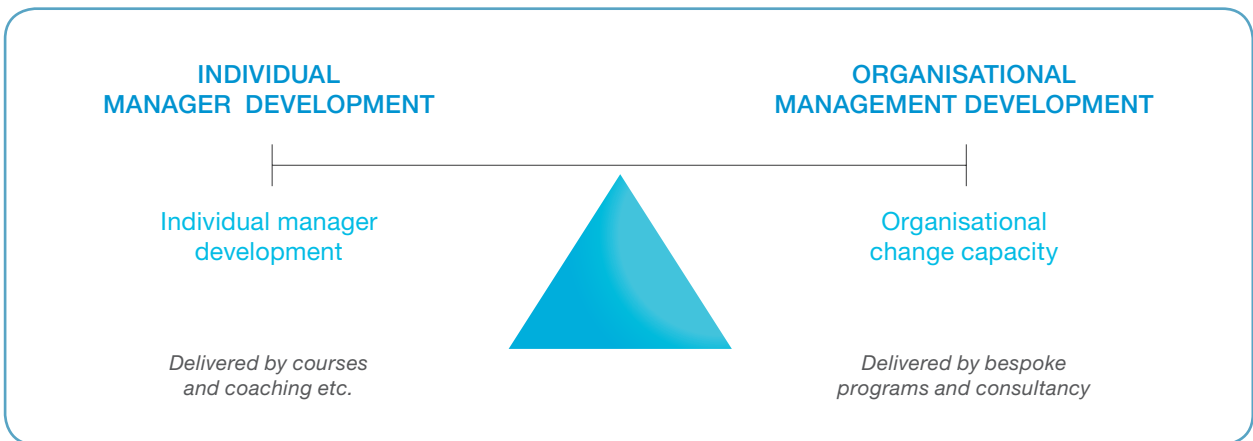 INDIVIDUAL
MANAGER DEVELOPMENT
ORGANISATIONAL
MANAGEMENT DEVELOPMENT
Individual manager
development
Organisational
change capacity
Delivered by courses
and coaching etc.
Delivered by bespoke
programs and consultancy